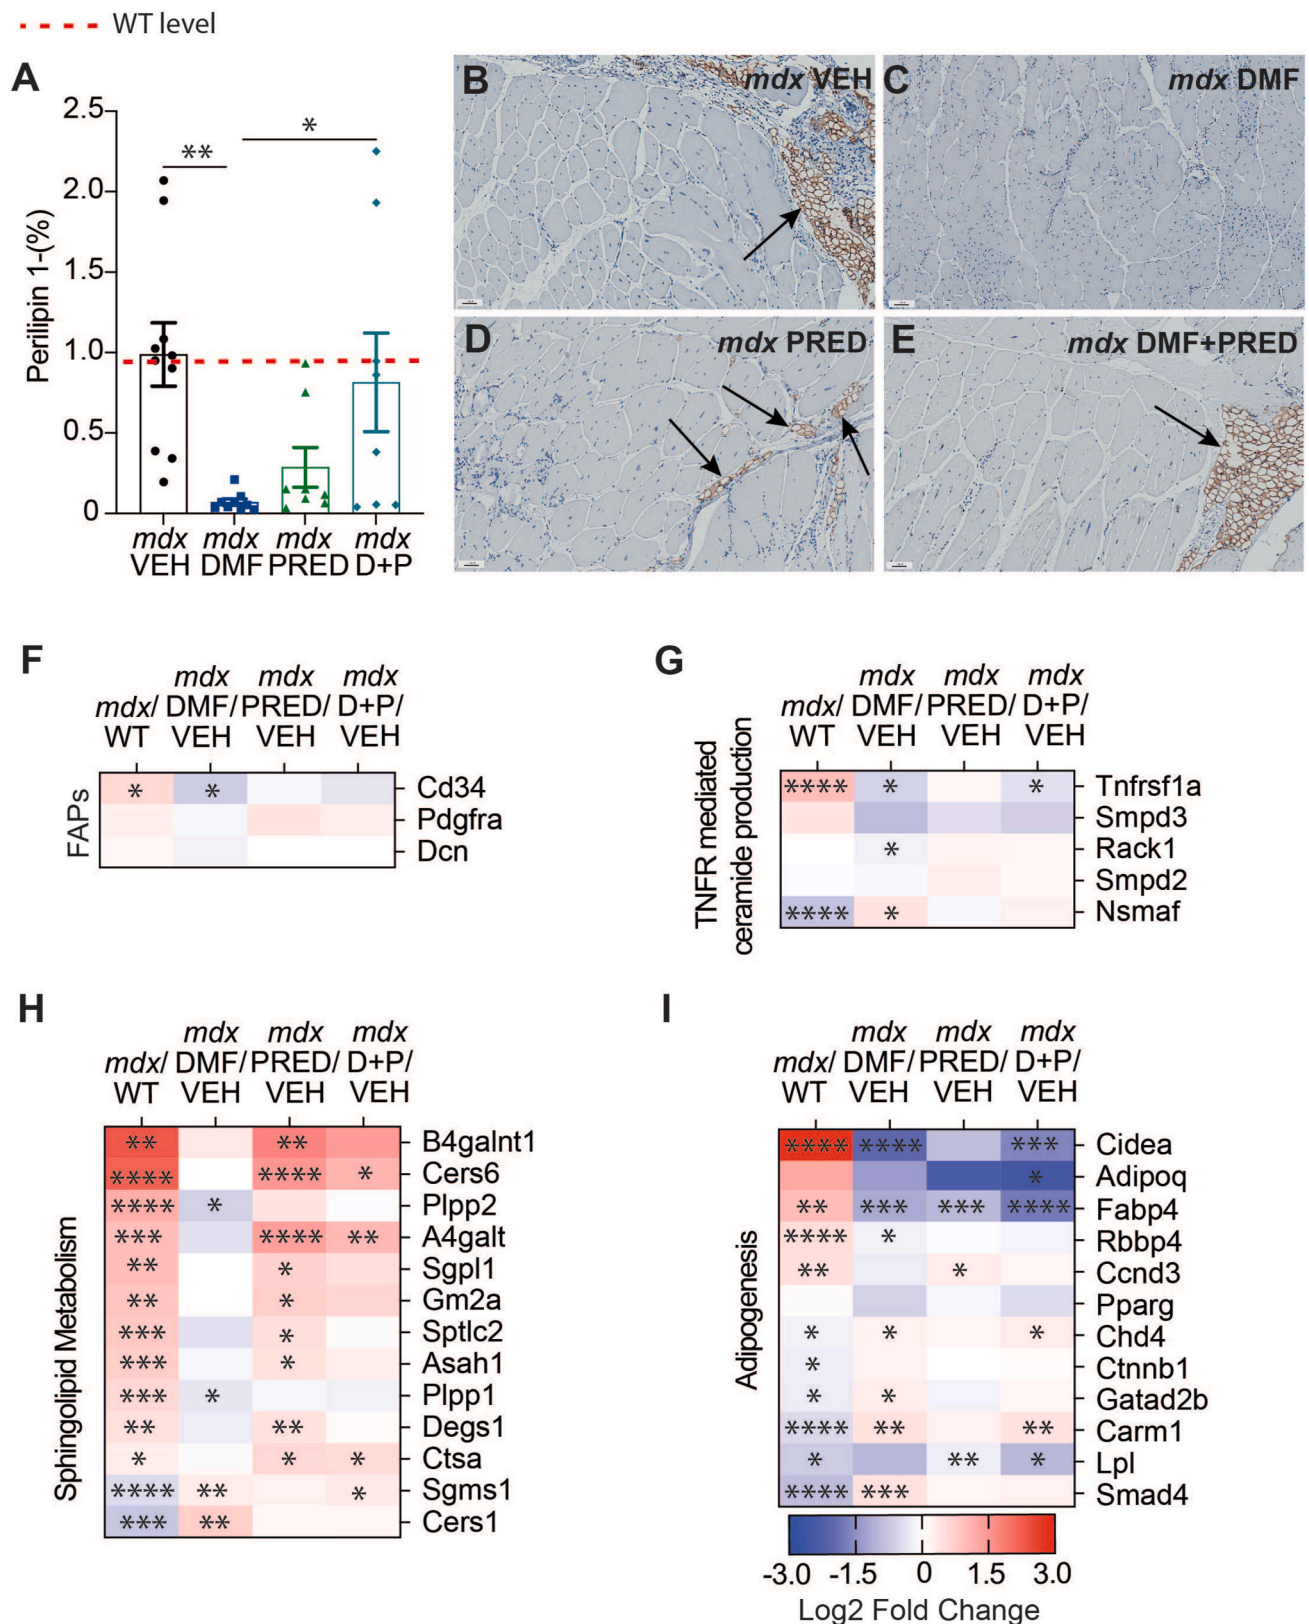 WT level
A
2.5
2.0
1.5
1.0
0.5
0
Perilipin 1-(%)
**
*
mdx VEH
mdx DMF
mdx PRED
mdx D+P
B mdx VEH
C mdx DMF
D mdx PRED
E mdx DMF+PRED
F
mdx/ WT
mdx DMF/ VEH
mdx PRED/ VEH
mdx D+P/ VEH
FAPs
* * Cd34
Pdgfra
Dcn
G
mdx/ WT
mdx DMF/ VEH
mdx PRED/ VEH
mdx D+P/ VEH
TNFR mediated
ceramide production
**** * * Tnfrsf1a
Smpd3
* Rack1
Smpd2
**** * Nsmaf
H
mdx/ WT
mdx DMF/ VEH
mdx PRED/ VEH
mdx D+P/ VEH
Sphingolipid Metabolism
** ** B4galnt1
**** **** * Cers6
**** * Plpp2
*** **** ** A4galt
** * Sgpl1
** * Gm2a
*** * Sptlc2
*** * Asah1
*** * Plpp1
** ** Degs1
* * * Ctsa
**** ** * Sgms1
*** ** Cers1
I
mdx/ WT
mdx DMF/ VEH
mdx PRED/ VEH
mdx D+P/ VEH
Adipogenesis
**** **** *** Cidea
* Adipoq
** *** *** **** Fabp4
**** * Rbbp4
** * Ccnd3
Pparg
* * * Chd4
* Ctnnb1
* * Gatad2b
**** ** ** Carm1
* ** * Lpl
**** *** Smad4
-3.0 -1.5 0 1.5 3.0
Log2 Fold Change